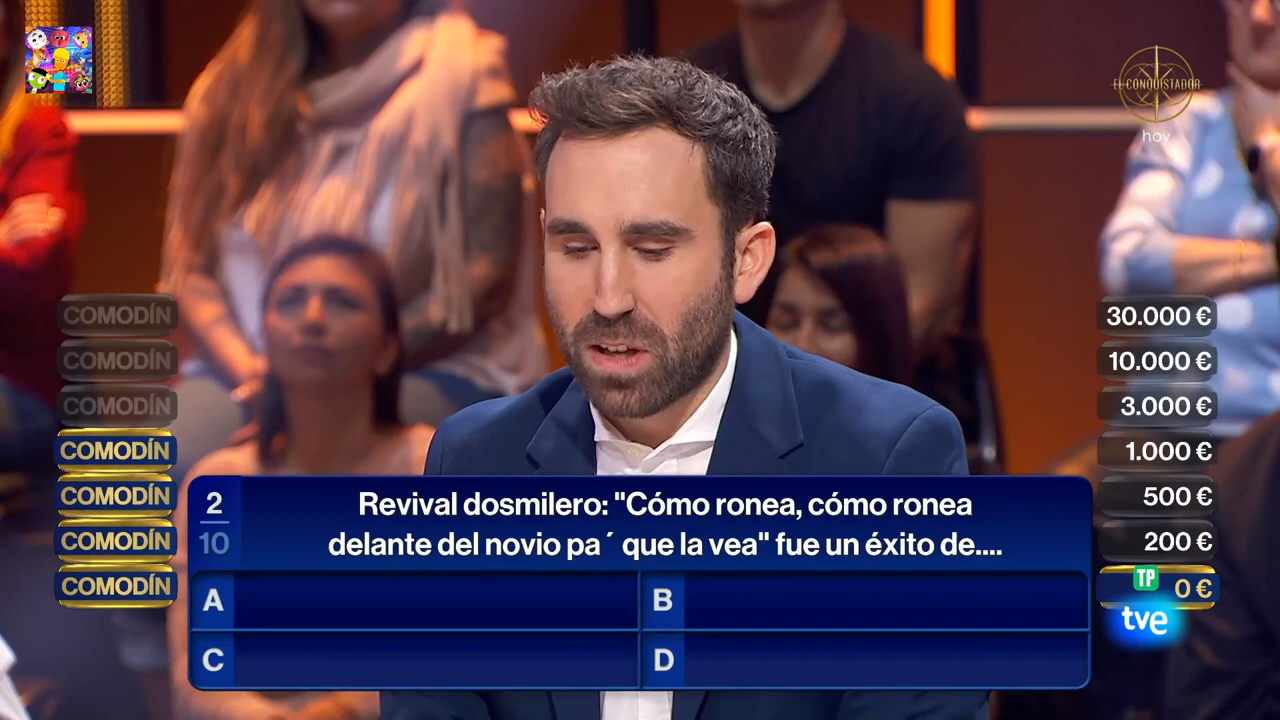 EL CONQUISTADOR
hoy
COMODÍN
COMODÍN
COMODÍN
COMODÍN
COMODÍN
COMODÍN
COMODÍN
30.000 €
10.000 €
3.000 €
1.000 €
500 €
200 €
0 €
TP
tve
2
10
Revival dosmilero: "Cómo ronea, cómo ronea
delante del novio pa´ que la vea" fue un éxito de....
A
B
C
D